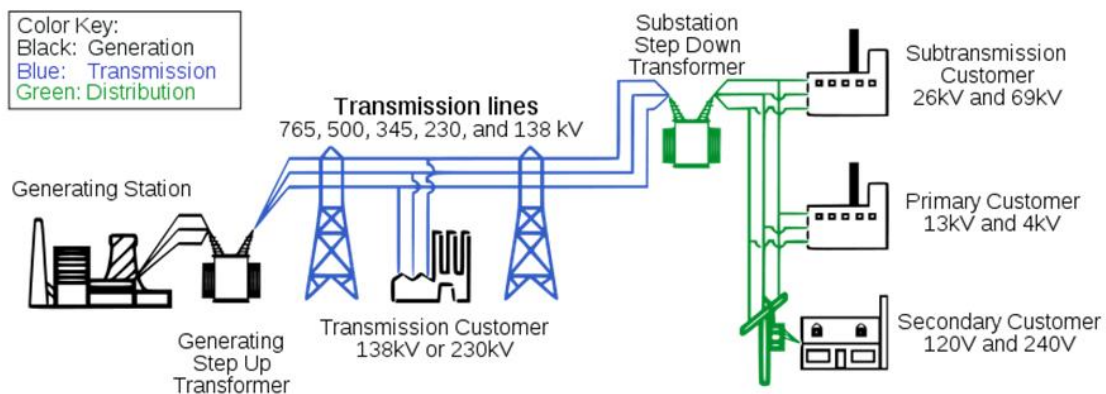 Color Key:
Black: Generation
Blue: Transmission
Green: Distribution
Substation
Step Down
Transformer
Subtransmission
Customer
26kV and 69kV
Transmission lines
765, 500, 345, 230, and 138 kV
Generating Station
Primary Customer
13kV and 4kV
Transmission Customer
138kV or 230kV
Generating
Step Up
Transformer
Secondary Customer
120V and 240V